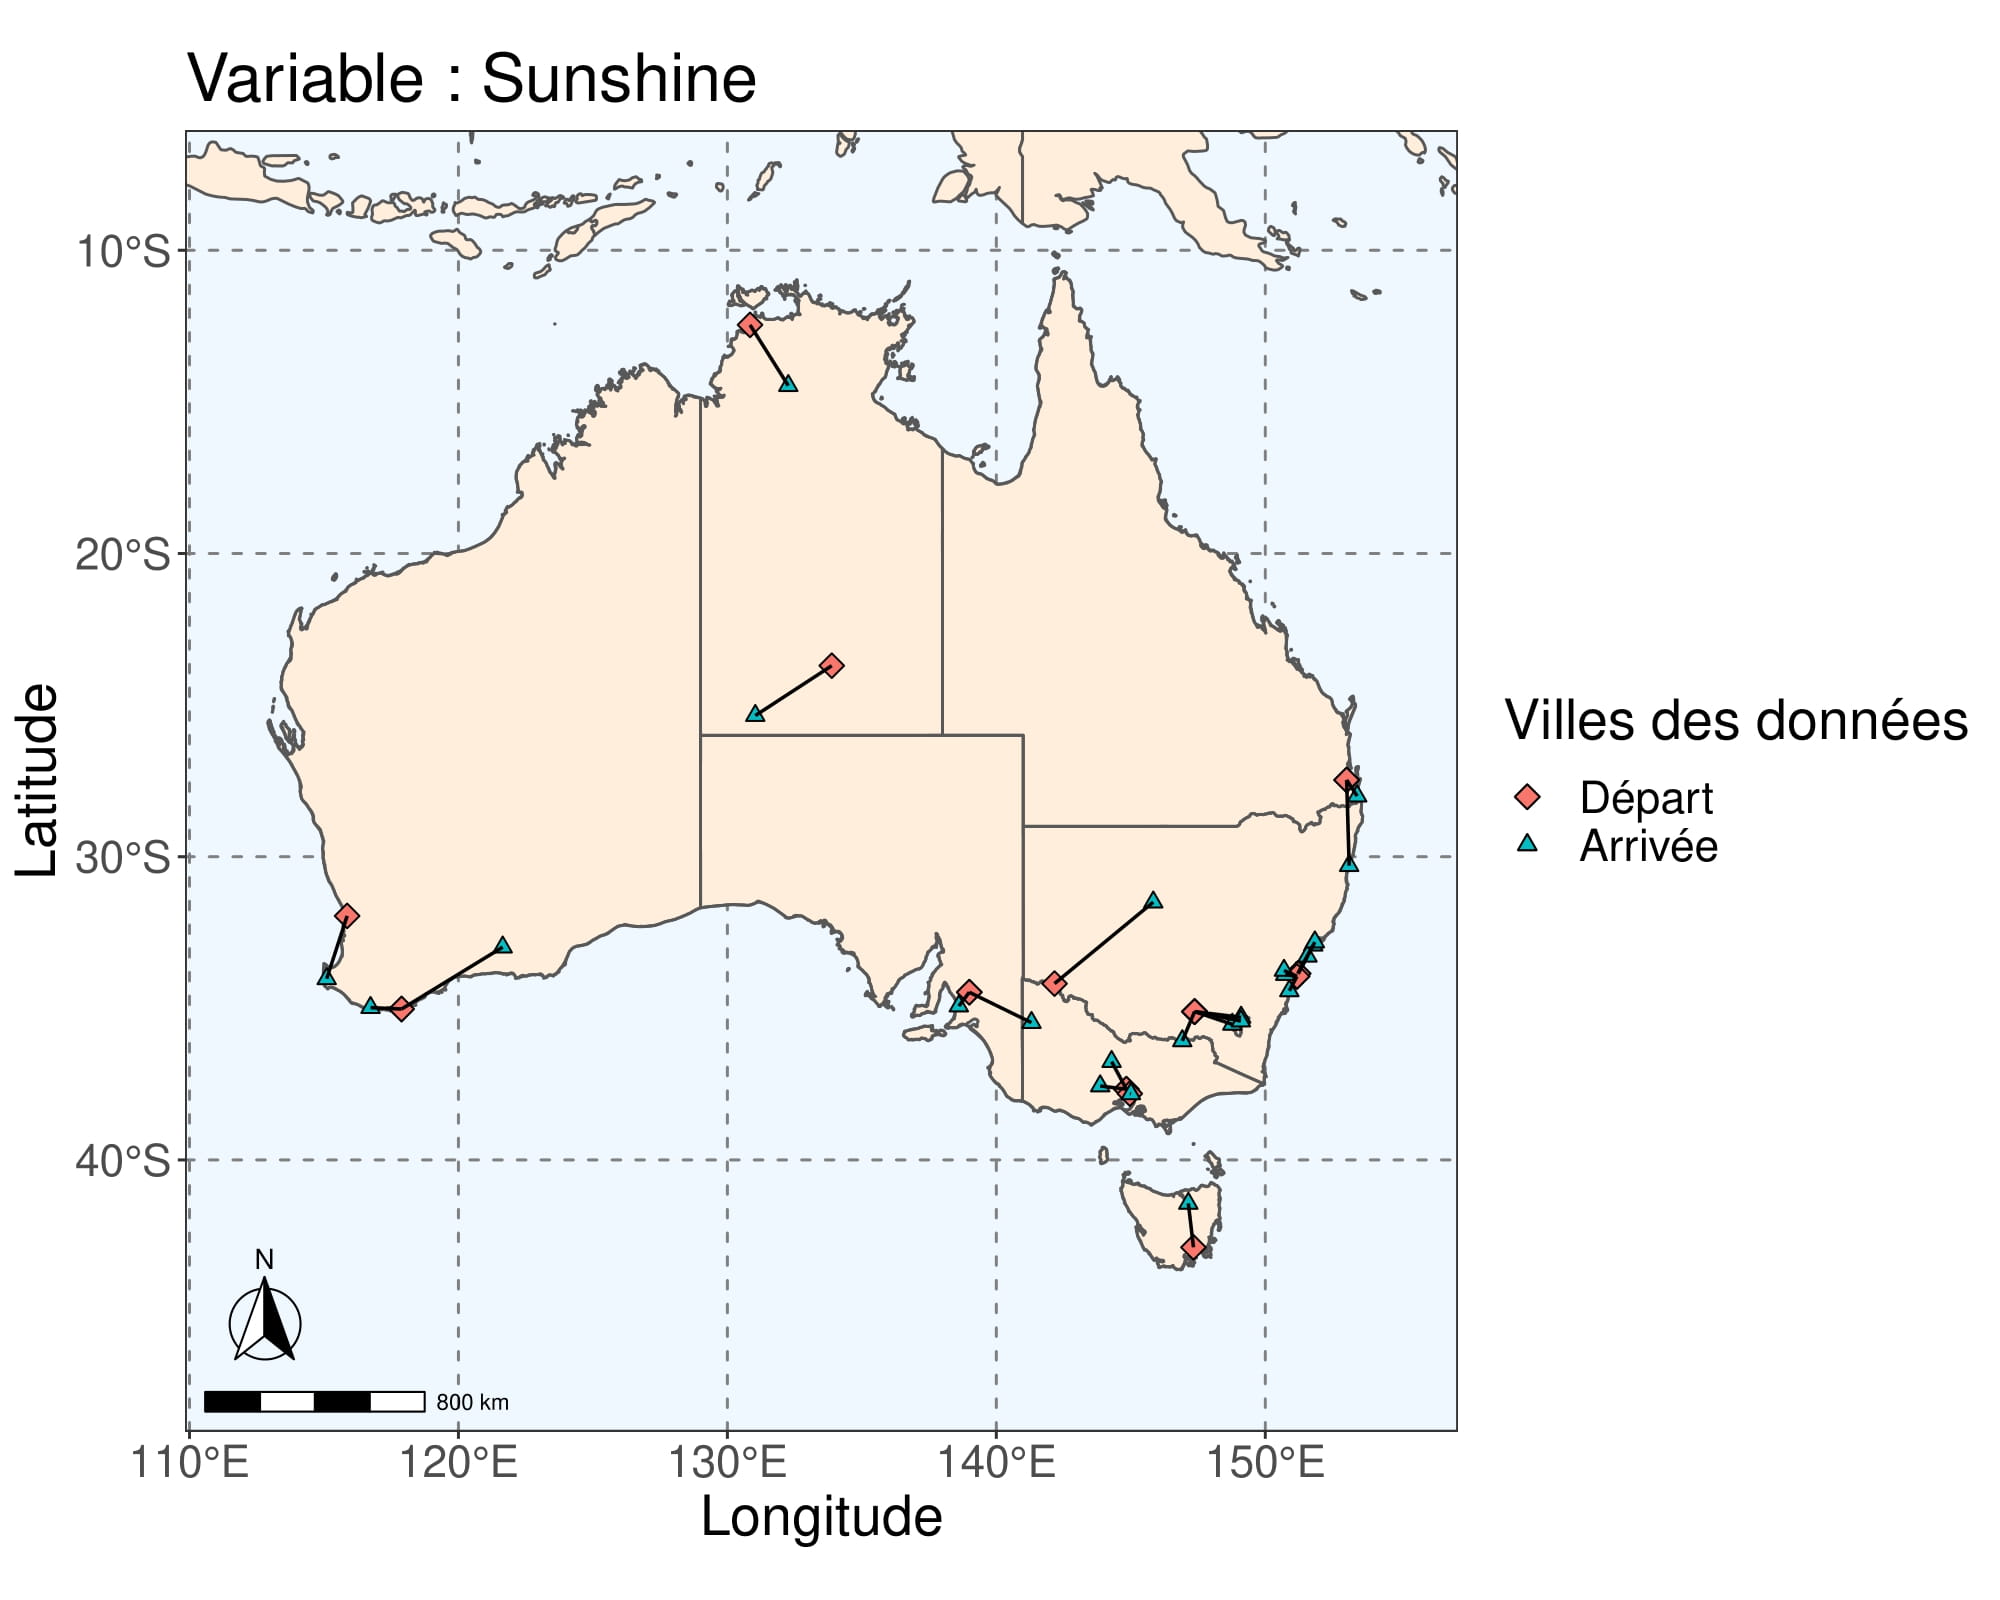 Variable : Sunshine
10°S
20°S
30°S
40°S
Latitude
N
800 km
110°E
120°E
130°E
140°E
150°E
Longitude
Villes des données
Départ
Arrivée